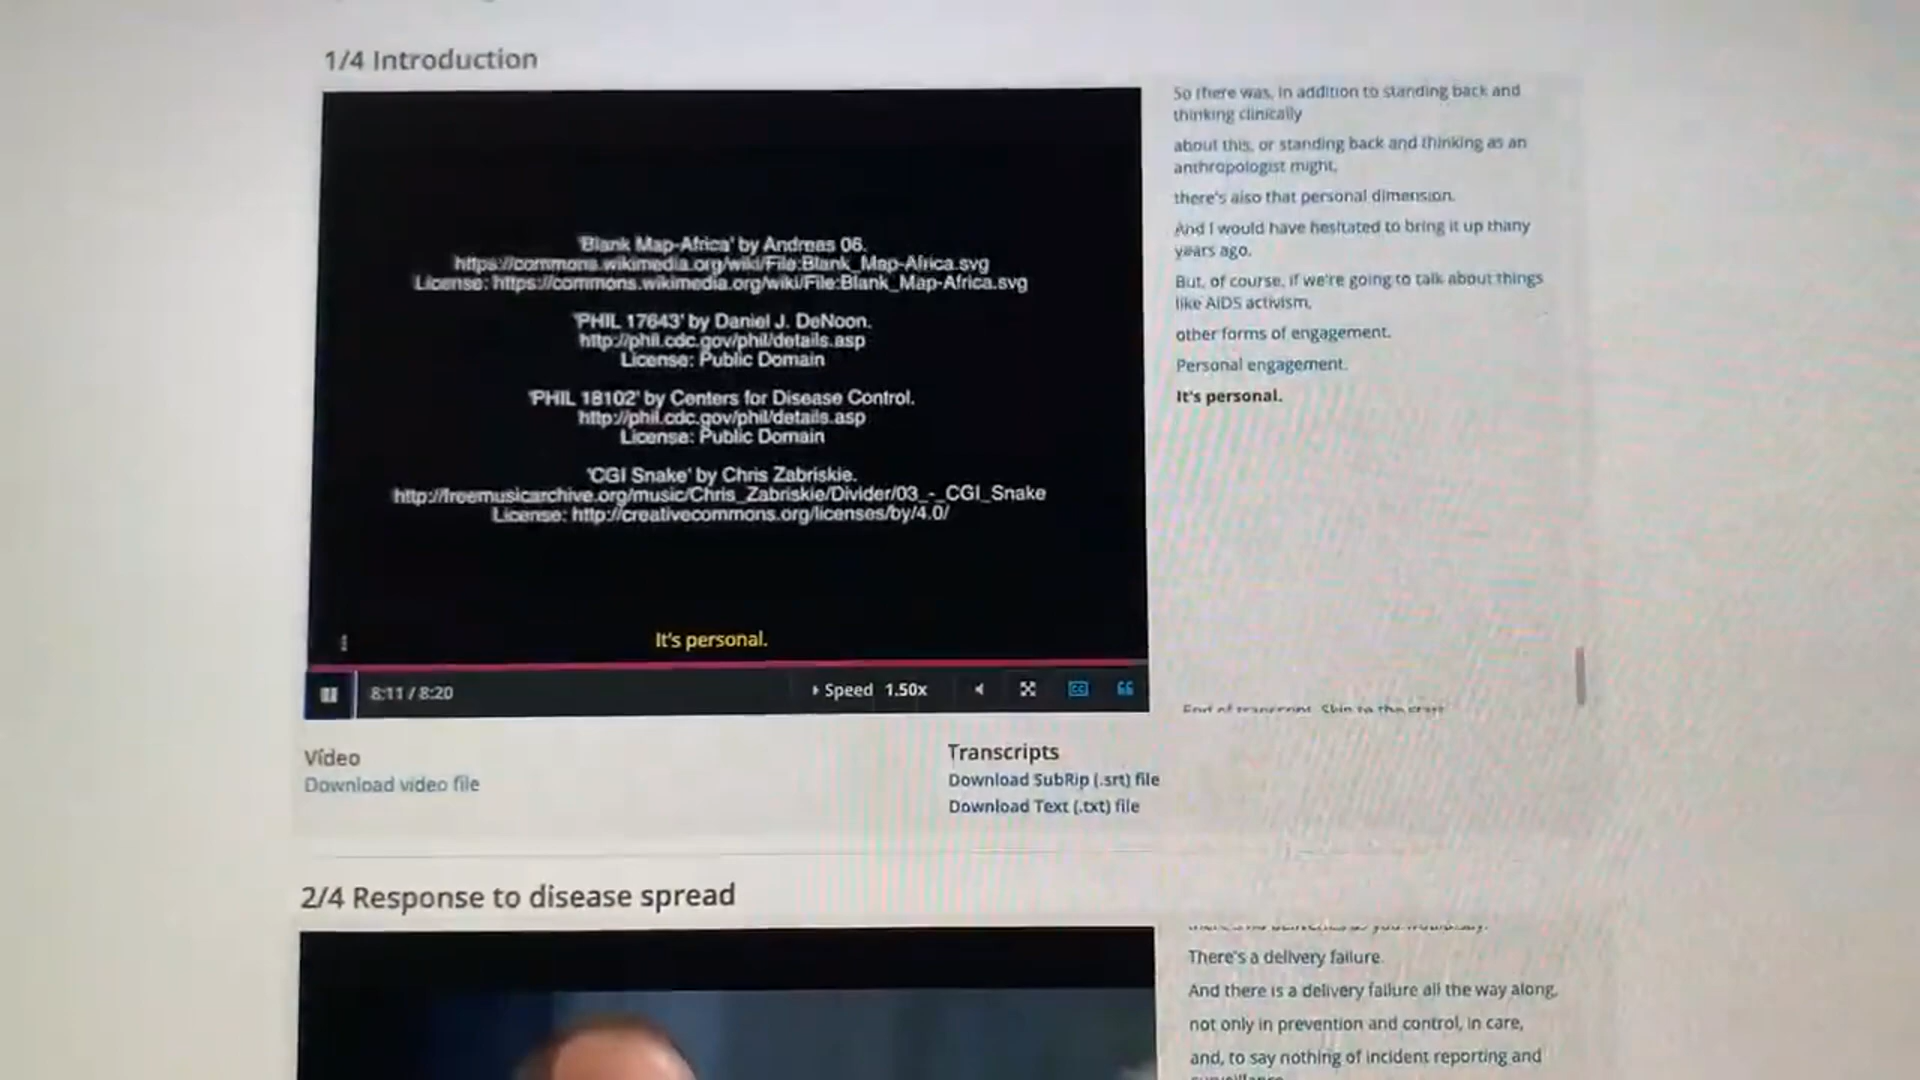 1/4 Introduction
'Blank Map-Africa' by Andreas 06.
https://commons.wikimedia.org/wiki/File:Blank_Map-Africa.svg
License: https://commons.wikimedia.org/wiki/File:Blank_Map-Africa.svg
'PHIL 17643' by Daniel J. DeNoon.
http://phil.cdc.gov/phil/details.asp
License: Public Domain
'PHIL 18102' by Centers for Disease Control.
http://phil.cdc.gov/phil/details.asp
License: Public Domain
'CGI Snake' by Chris Zabriskie.
http://freemusicarchive.org/music/Chris_Zabriskie/Divider/03_-_CGI_Snake
License: http://creativecommons.org/licenses/by/4.0/
It's personal.
8:11 / 8:20
Speed 1.50x
CC
So there was, in addition to standing back and
thinking clinically
about this, or standing back and thinking as an
anthropologist might,
there's also that personal dimension.
And I would have hesitated to bring it up
years ago.
But, of course, if we're going to talk about things
like AIDS activism,
other forms of engagement.
Personal engagement.
It's personal.
End of transcript. Skip to the start.
Video
Download video file
Transcripts
Download SubRip (.srt) file
Download Text (.txt) file
2/4 Response to disease spread
There's a delivery failure.
And there is a delivery failure all the way along,
not only in prevention and control, in care,
and, to say nothing of incident reporting and